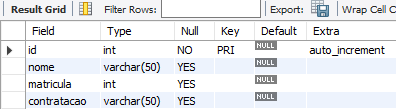 Result Grid Filter Rows: Export: Wrap Cell C
Field Type Null Key Default Extra
id int NO PRI NULL auto_increment
nome varchar(50) YES NULL
matricula int YES NULL
contratacao varchar(50) YES NULL